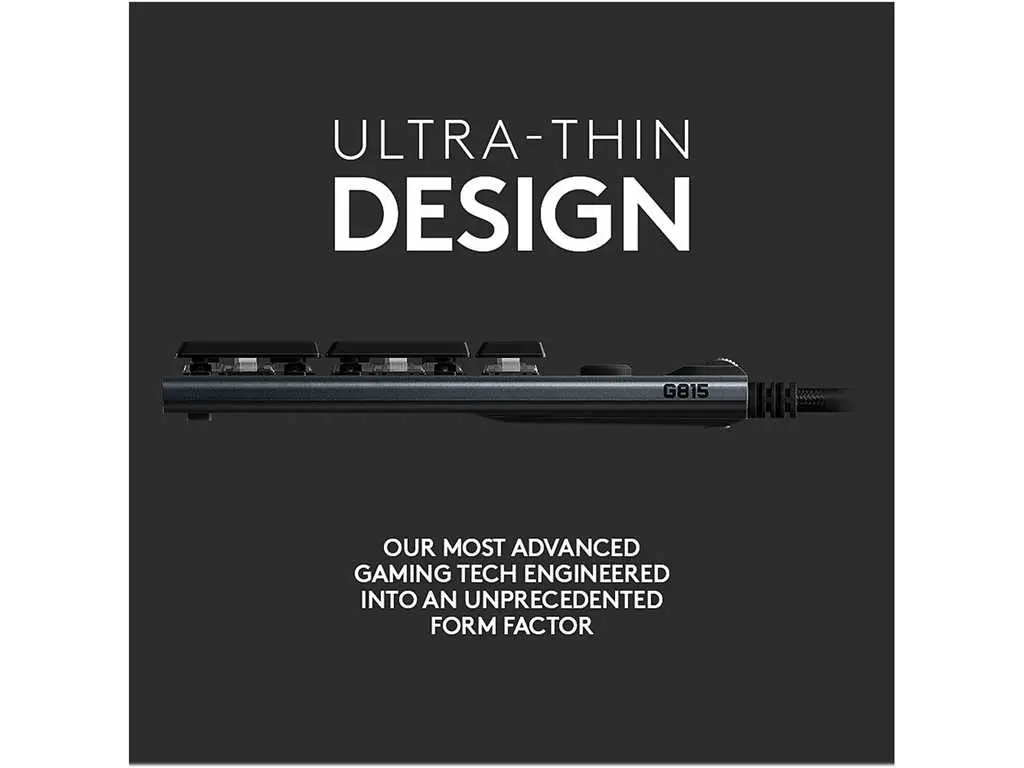 ULTRA-THIN
DESIGN
G815
OUR MOST ADVANCED
GAMING TECH ENGINEERED
INTO AN UNPRECEDENTED
FORM FACTOR